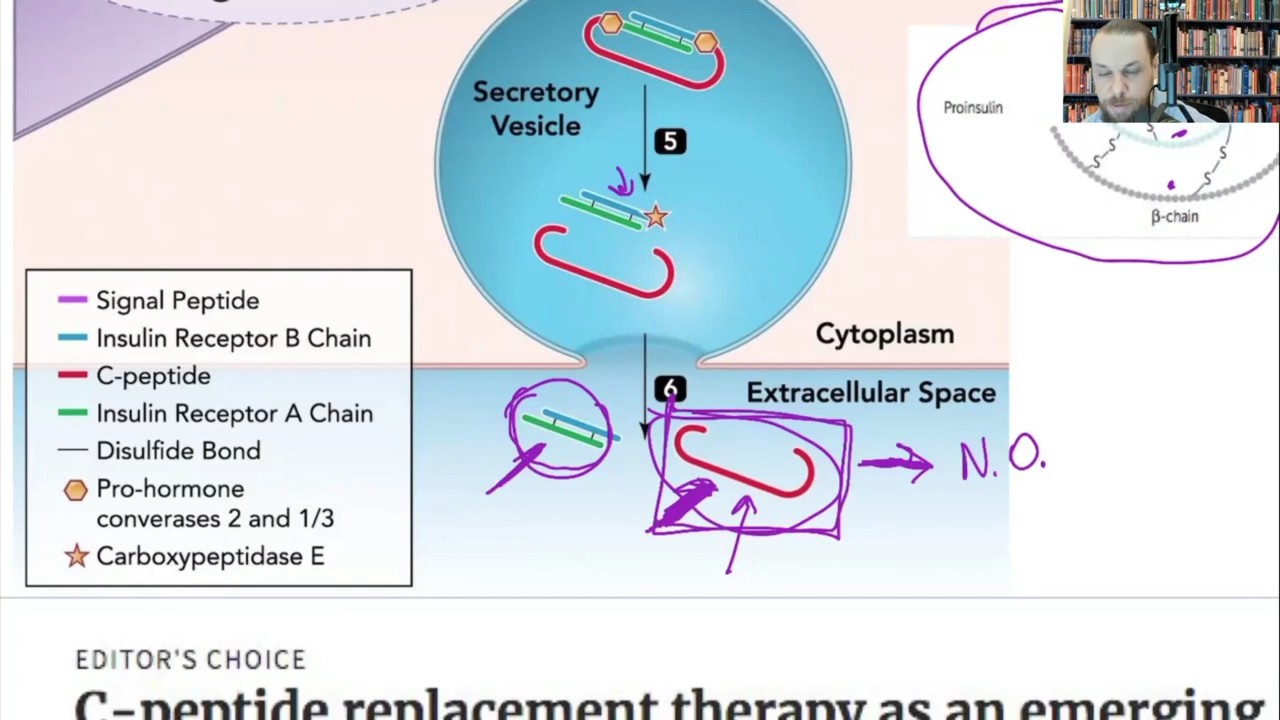 Secretory
Vesicle
5
Proinsulin
S
S
S
S
S
β-chain
Signal Peptide
Insulin Receptor B Chain
C-peptide
Insulin Receptor A Chain
Disulfide Bond
Pro-hormone
converases 2 and 1/3
Carboxypeptidase E
Cytoplasm
6
Extracellular Space
N.O.
EDITOR'S CHOICE
C-peptide replacement therapy as an emerging